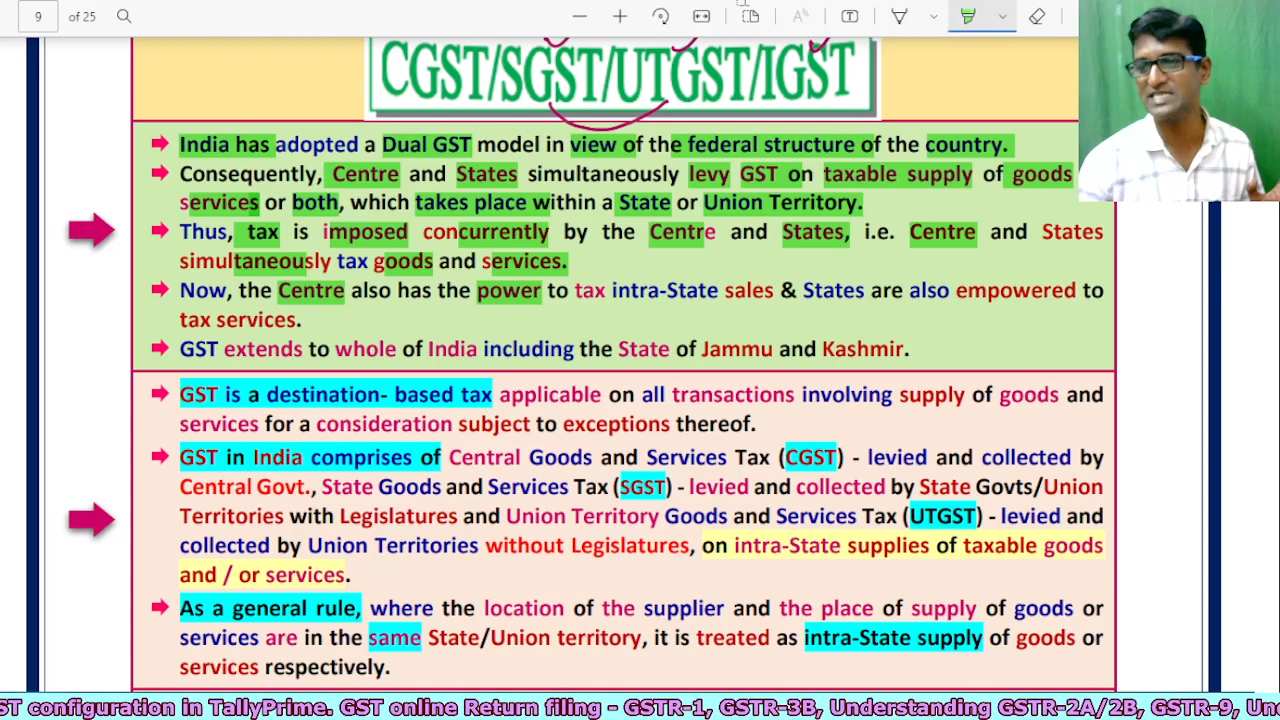 9 of 25
CGST/SGST/UTGST/IGST
India has adopted a Dual GST model in view of the federal structure of the country.
Consequently, Centre and States simultaneously levy GST on taxable supply of goods
services or both, which takes place within a State or Union Territory.
Thus, tax is imposed concurrently by the Centre and States, i.e. Centre and States
simultaneously tax goods and services.
Now, the Centre also has the power to tax intra-State sales & States are also empowered to
tax services.
GST extends to whole of India including the State of Jammu and Kashmir.
GST is a destination- based tax applicable on all transactions involving supply of goods and
services for a consideration subject to exceptions thereof.
GST in India comprises of Central Goods and Services Tax (CGST) - levied and collected by
Central Govt., State Goods and Services Tax (SGST) - levied and collected by State Govts/Union
Territories with Legislatures and Union Territory Goods and Services Tax (UTGST) - levied and
collected by Union Territories without Legislatures, on intra-State supplies of taxable goods
and / or services.
As a general rule, where the location of the supplier and the place of supply of goods or
services are in the same State/Union territory, it is treated as intra-State supply of goods or
services respectively.
ST configuration in TallyPrime. GST online Return filing - GSTR-1, GSTR-3B, Understanding GSTR-2A/2B, GSTR-9, Un